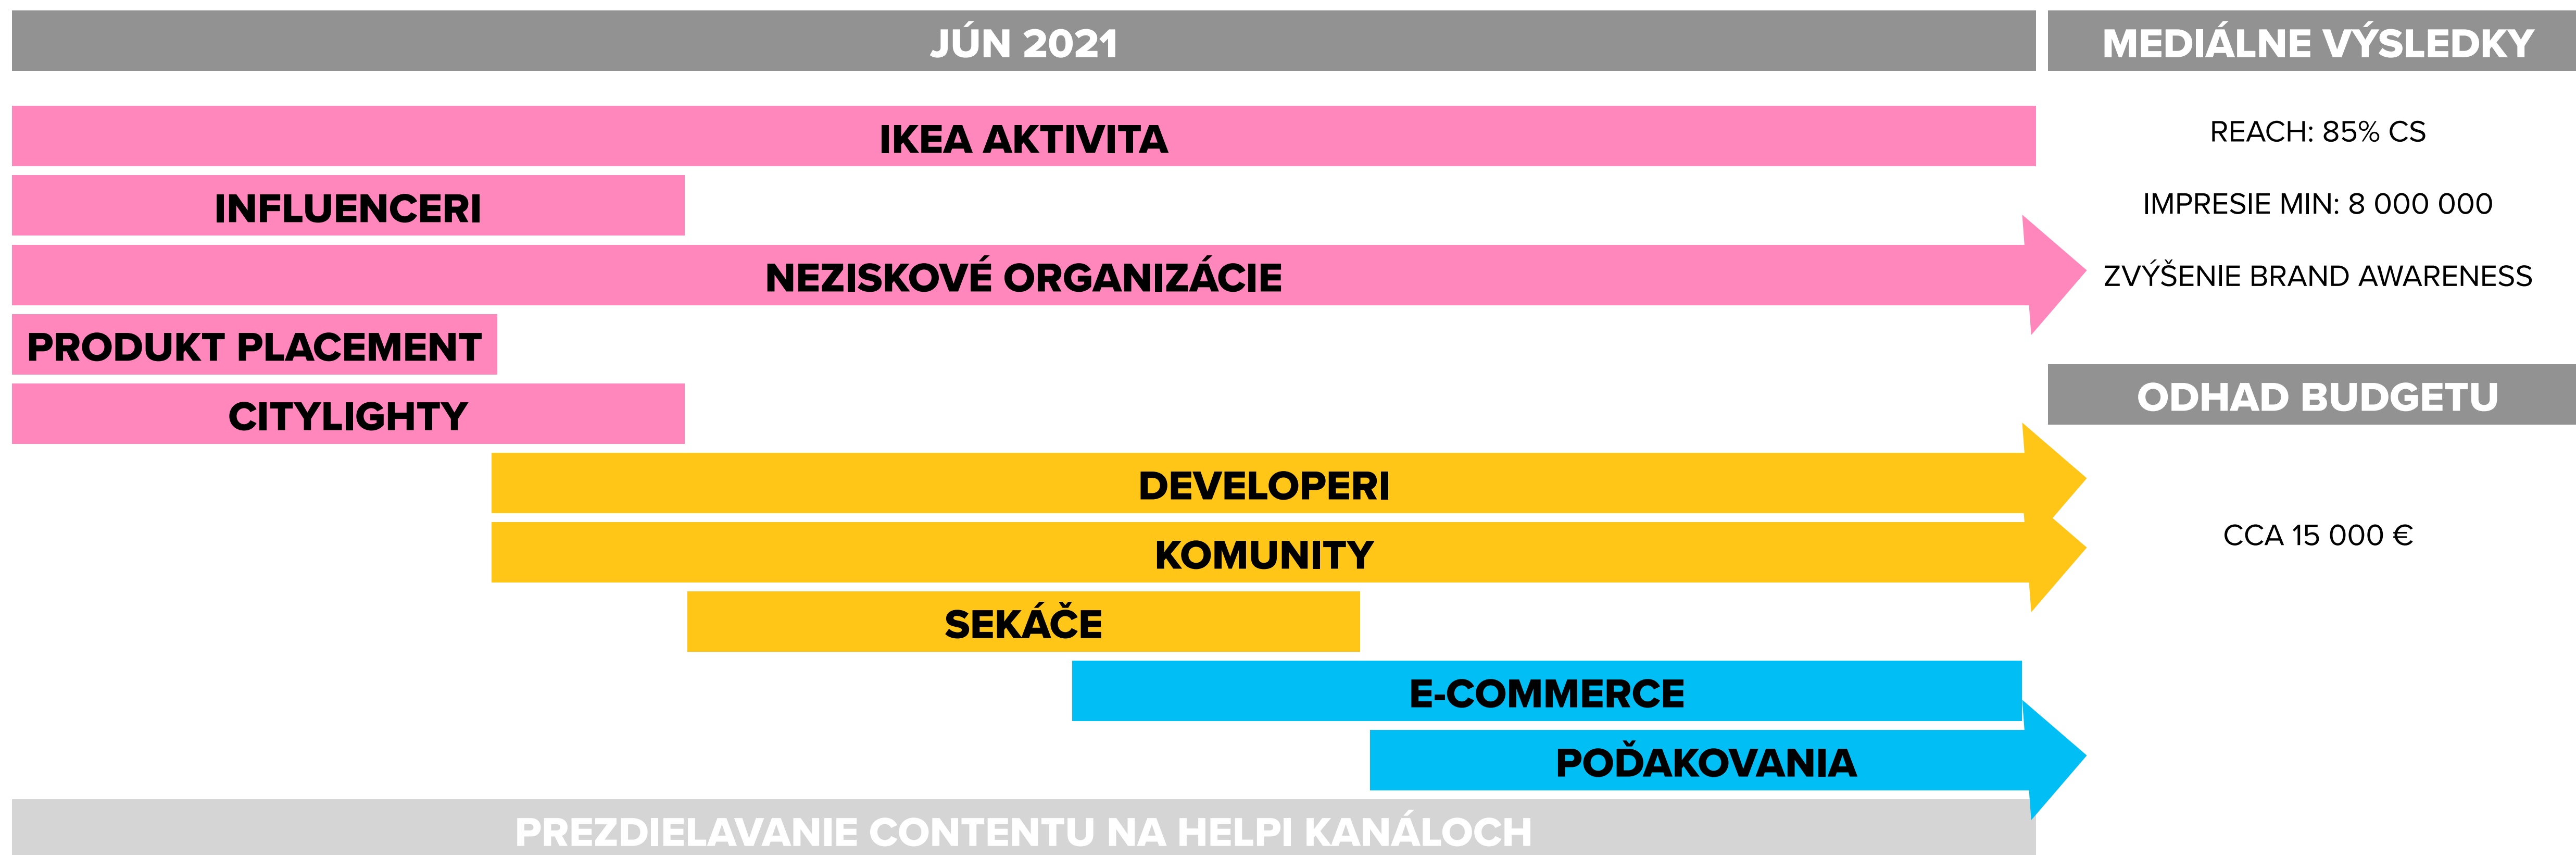 JÚN 2021
IKEA AKTIVITA
INFLUENCERI
NEZISKOVÉ ORGANIZÁCIE
PRODUKT PLACEMENT
CITYLIGHTY
DEVELOPERI
KOMUNITY
SEKÁČE
E-COMMERCE
POĎAKOVANIA
PREZDIELAVANIE CONTENTU NA HELPI KANÁLOCH
MEDIÁLNE VÝSLEDKY
REACH: 85% CS
IMPRESIE MIN: 8 000 000
ZVÝŠENIE BRAND AWARENESS
ODHAD BUDGETU
CCA 15 000 €